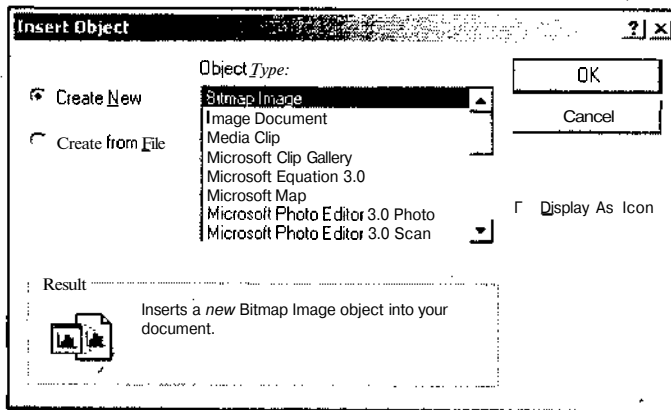 Insert Object
? x
Object Type:
Create New
Create from File
Bitmap Image
Image Document
Media Clip
Microsoft Clip Gallery
Microsoft Equation 3.0
Microsoft Map
Microsoft Photo Editor 3.0 Photo
Microsoft Photo Editor 3.0 Scan
OK
Cancel
Display As Icon
Result
Inserts a new Bitmap Image object into your
document.